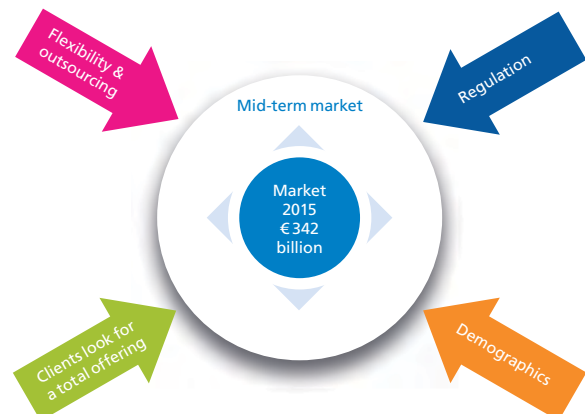 Flexibility &
outsourcing
Regulation
Mid-term market
Market
2015
€ 342
billion
Clients look for
a total offering
Demographics